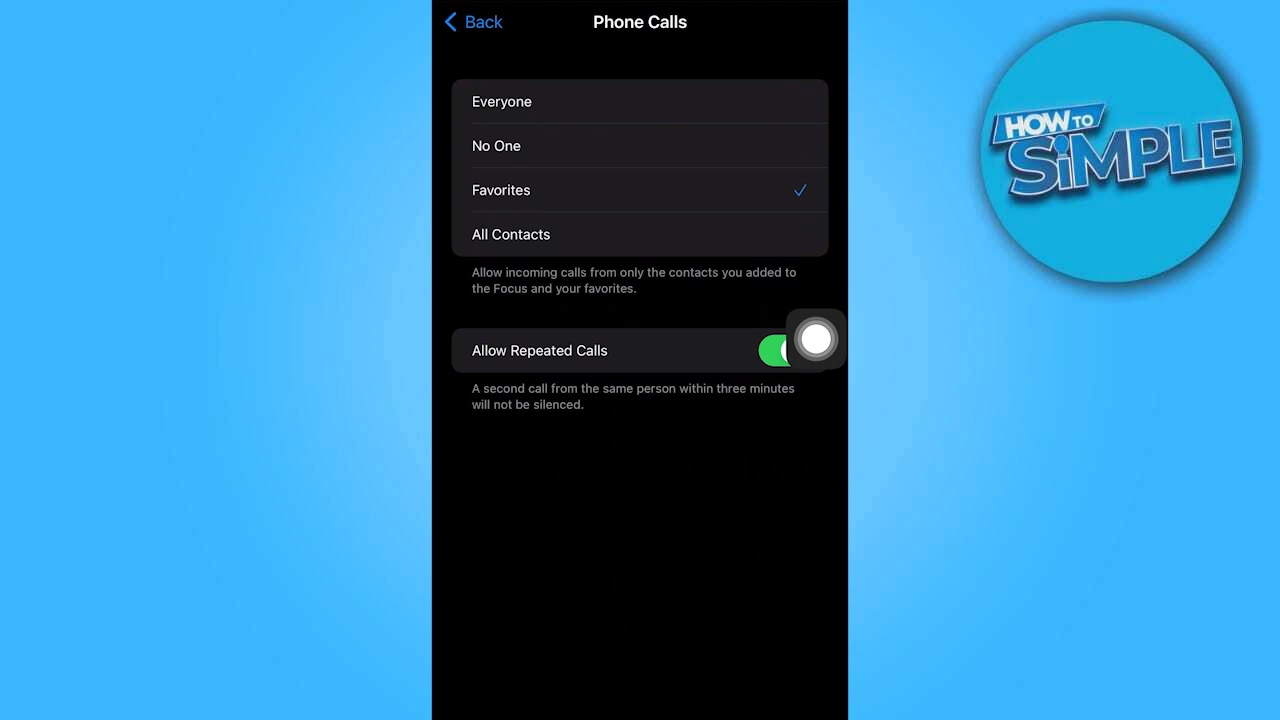 Back
Phone Calls
Everyone
No One
Favorites
All Contacts
Allow incoming calls from only the contacts you added to
the Focus and your favorites.
Allow Repeated Calls
A second call from the same person within three minutes
will not be silenced.
HOW TO
SiMPLE